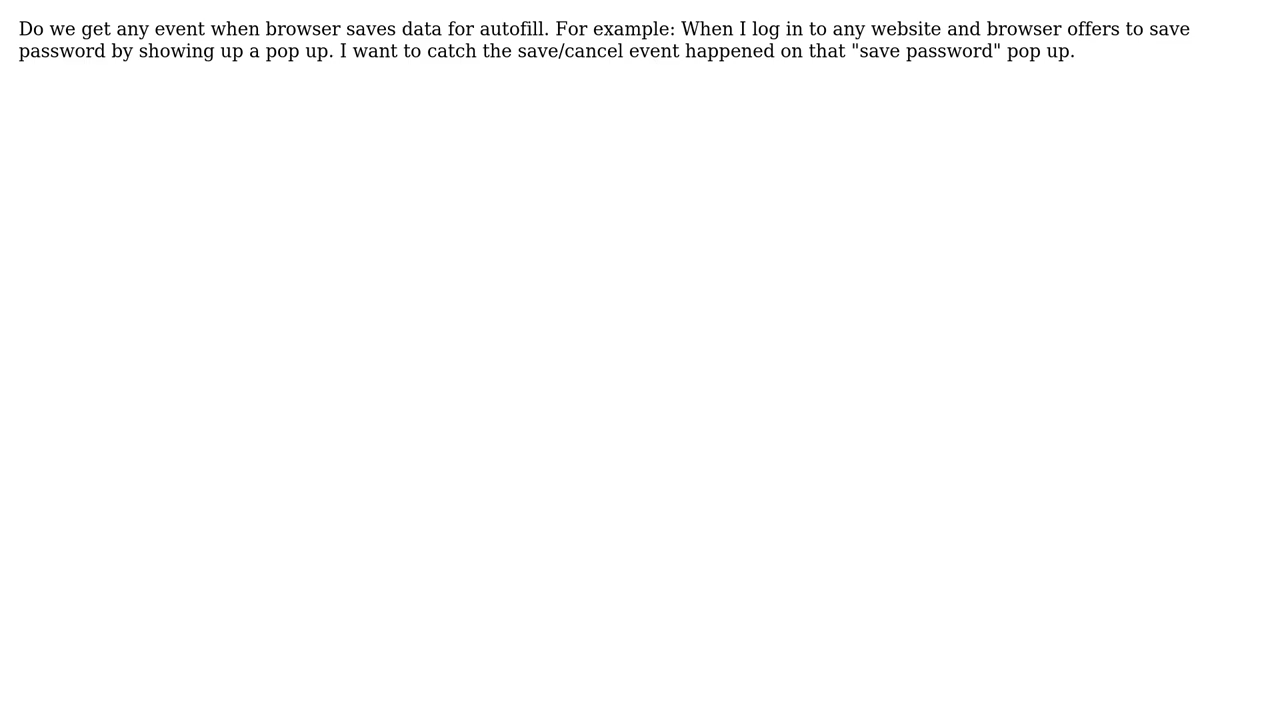 Do we get any event when browser saves data for autofill. For example: When I log in to any website and browser offers to save
password by showing up a pop up. I want to catch the save/cancel event happened on that "save password" pop up.